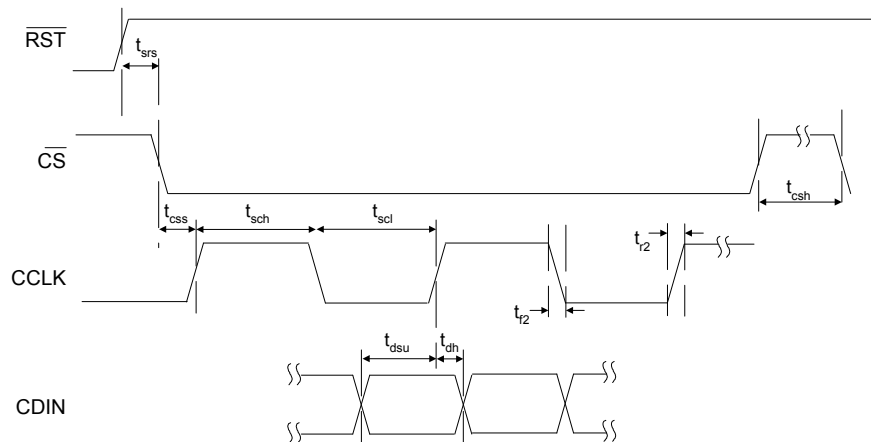 RST
t_srs
CS
t_css t_sch t_scl t_csh
CCLK
t_r2
t_f2
t_dsu t_dh
CDIN